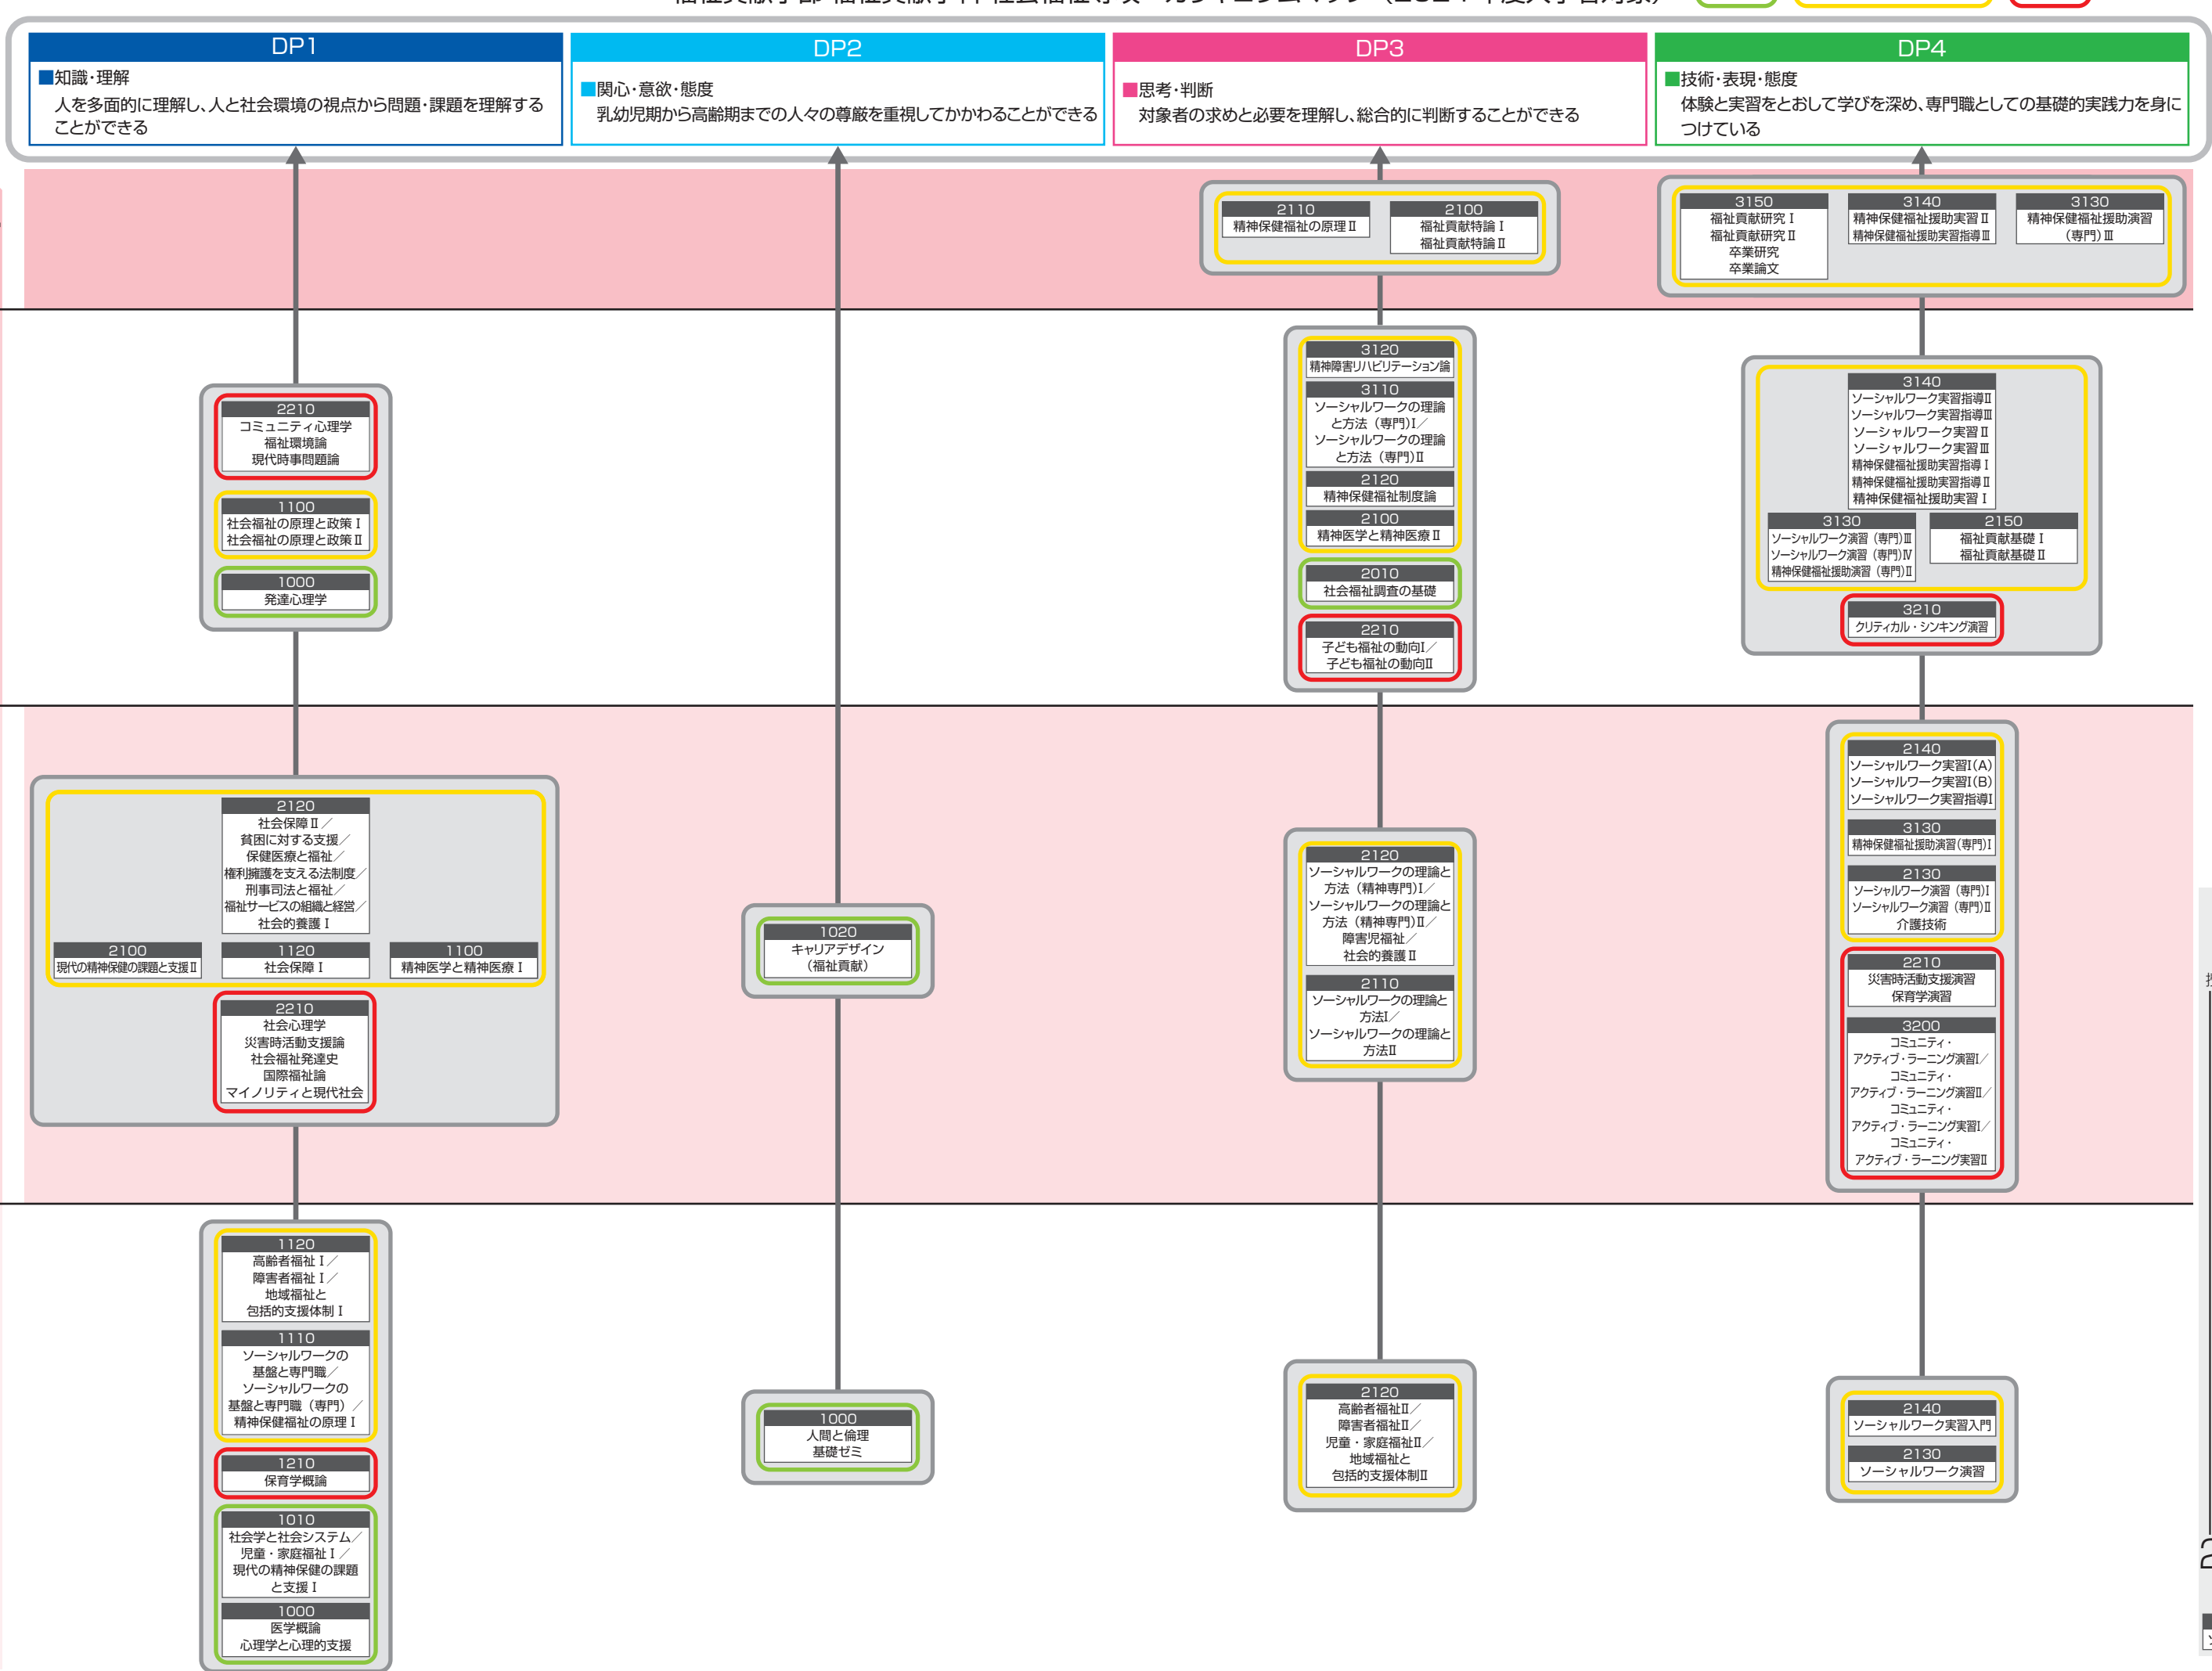 DP1
■知識・理解
人を多面的に理解し、人と社会環境の視点から問題・課題を理解する
ことができる
DP2
■関心・意欲・態度
乳幼児期から高齢期までの人々の尊厳を重視してかかわることができる
DP3
■思考・判断
対象者の求めと必要を理解し、総合的に判断することができる
DP4
■技術・表現・態度
体験と実習をとおして学びを深め、専門職としての基礎的実践力を身に
つけている
2110
精神保健福祉の原理Ⅱ
2100
福祉貢献特論Ⅰ
福祉貢献特論Ⅱ
3150
福祉貢献研究Ⅰ
福祉貢献研究Ⅱ
卒業研究
卒業論文
3140
精神保健福祉援助実習Ⅱ
精神保健福祉援助実習指導Ⅲ
3130
精神保健福祉援助演習
(専門)Ⅲ
2210
コミュニティ心理学
福祉環境論
現代時事問題論
1100
社会福祉の原理と政策Ⅰ
社会福祉の原理と政策Ⅱ
1000
発達心理学
3120
精神障害リハビリテーション論
3110
ソーシャルワークの理論
と方法(専門)Ⅰ/
ソーシャルワークの理論
と方法(専門)Ⅱ
2120
精神保健福祉制度論
2100
精神医学と精神医療Ⅱ
2010
社会福祉調査の基礎
2210
子ども福祉の動向Ⅰ/
子ども福祉の動向Ⅱ
3140
ソーシャルワーク実習指導Ⅱ
ソーシャルワーク実習指導Ⅲ
ソーシャルワーク実習Ⅱ
ソーシャルワーク実習Ⅲ
精神保健福祉援助実習指導Ⅰ
精神保健福祉援助実習指導Ⅱ
精神保健福祉援助実習Ⅰ
3130
ソーシャルワーク演習(専門)Ⅲ
ソーシャルワーク演習(専門)Ⅳ
精神保健福祉援助演習(専門)Ⅱ
2150
福祉貢献基礎Ⅰ
福祉貢献基礎Ⅱ
3210
クリティカル・シンキング演習
2120
社会保障Ⅱ/
貧困に対する支援/
保健医療と福祉/
権利擁護を支える法制度/
刑事司法と福祉/
福祉サービスの組織と経営/
社会的養護Ⅰ
2100
現代の精神保健の課題と支援Ⅱ
1120
社会保障Ⅰ
1100
精神医学と精神医療Ⅰ
2210
社会心理学
災害時活動支援論
社会福祉発達史
国際福祉論
マイノリティと現代社会
1020
キャリアデザイン
(福祉貢献)
2120
ソーシャルワークの理論と
方法(精神専門)Ⅰ/
ソーシャルワークの理論と
方法(精神専門)Ⅱ/
障害児福祉/
社会的養護Ⅱ
2110
ソーシャルワークの理論と
方法Ⅰ/
ソーシャルワークの理論と
方法Ⅱ
2140
ソーシャルワーク実習Ⅰ(A)
ソーシャルワーク実習Ⅰ(B)
ソーシャルワーク実習指導Ⅰ
3130
精神保健福祉援助演習(専門)Ⅰ
2130
ソーシャルワーク演習(専門)Ⅰ
ソーシャルワーク演習(専門)Ⅱ
介護技術
2210
災害時活動支援演習
保育学演習
3200
コミュニティ・
アクティブ・ラーニング演習Ⅰ/
コミュニティ・
アクティブ・ラーニング演習Ⅱ/
コミュニティ・
アクティブ・ラーニング実習Ⅰ/
コミュニティ・
アクティブ・ラーニング実習Ⅱ
1120
高齢者福祉Ⅰ/
障害者福祉Ⅰ/
地域福祉と
包括的支援体制Ⅰ
1110
ソーシャルワークの
基盤と専門職/
ソーシャルワークの
基盤と専門職(専門)/
精神保健福祉の原理Ⅰ
1210
保育学概論
1010
社会学と社会システム/
児童・家庭福祉Ⅰ/
現代の精神保健の課題
と支援Ⅰ
1000
医学概論
心理学と心理的支援
1000
人間と倫理
基礎ゼミ
2120
高齢者福祉Ⅱ/
障害者福祉Ⅱ/
児童・家庭福祉Ⅱ/
地域福祉と
包括的支援体制Ⅱ
2140
ソーシャルワーク実習入門
2130
ソーシャルワーク演習